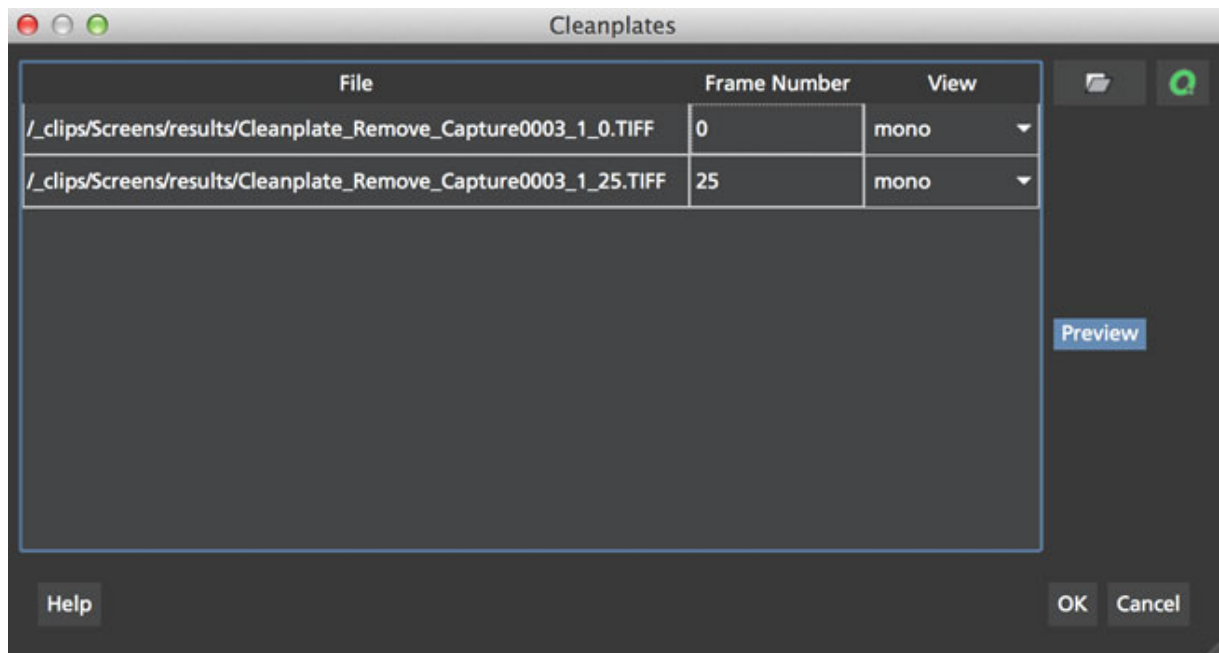 Cleanplates
File Frame Number View
/_clips/Screens/results/Cleanplate_Remove_Capture0003_1_0.TIFF 0 mono
/_clips/Screens/results/Cleanplate_Remove_Capture0003_1_25.TIFF 25 mono
Preview
Help OK Cancel